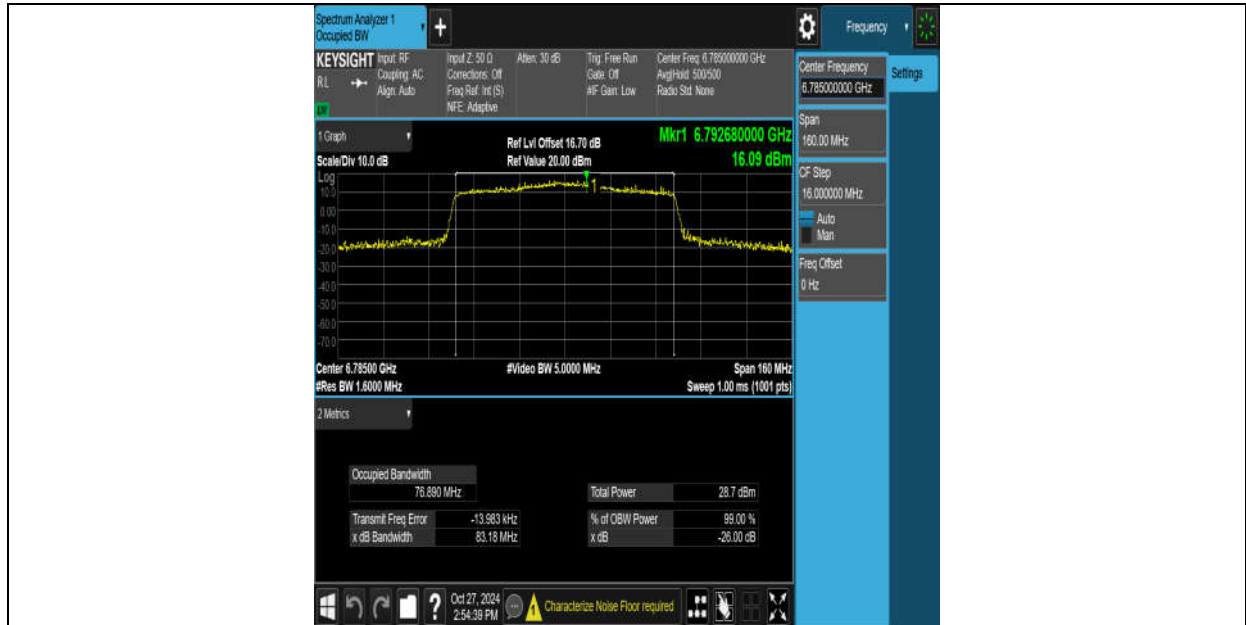 Spectrum Analyzer 1
Occupied BW
+
Frequency
KEYSIGHT
RL
Input: RF
Coupling: AC
Align: Auto
Input Z: 50 Ω
Corrections: Off
Freq Ref: Int (S)
NFE: Adaptive
Atten: 30 dB
Trig: Free Run
Gate: Off
#IF Gain: Low
Center Freq: 6.785000000 GHz
Avg|Hold: 500/500
Radio Std: None
Center Frequency
6.785000000 GHz
Settings
Span
160.00 MHz
CF Step
16.000000 MHz
Auto
Man
Freq Offset
0 Hz
1 Graph
Scale/Div 10.0 dB
Ref Lvl Offset 16.70 dB
Ref Value 20.00 dBm
Mkr1 6.792680000 GHz
16.09 dBm
Log
10.0
0.00
-10.0
-20.0
-30.0
-40.0
-50.0
-60.0
-70.0
1
Center 6.78500 GHz
#Res BW 1.6000 MHz
#Video BW 5.0000 MHz
Span 160 MHz
Sweep 1.00 ms (1001 pts)
2 Metrics
Occupied Bandwidth
76.890 MHz
Total Power 28.7 dBm
Transmit Freq Error -13.983 kHz
% of OBW Power 99.00 %
x dB Bandwidth 83.18 MHz
x dB -26.00 dB
?
Oct 27, 2024
2:54:39 PM
Characterize Noise Floor required